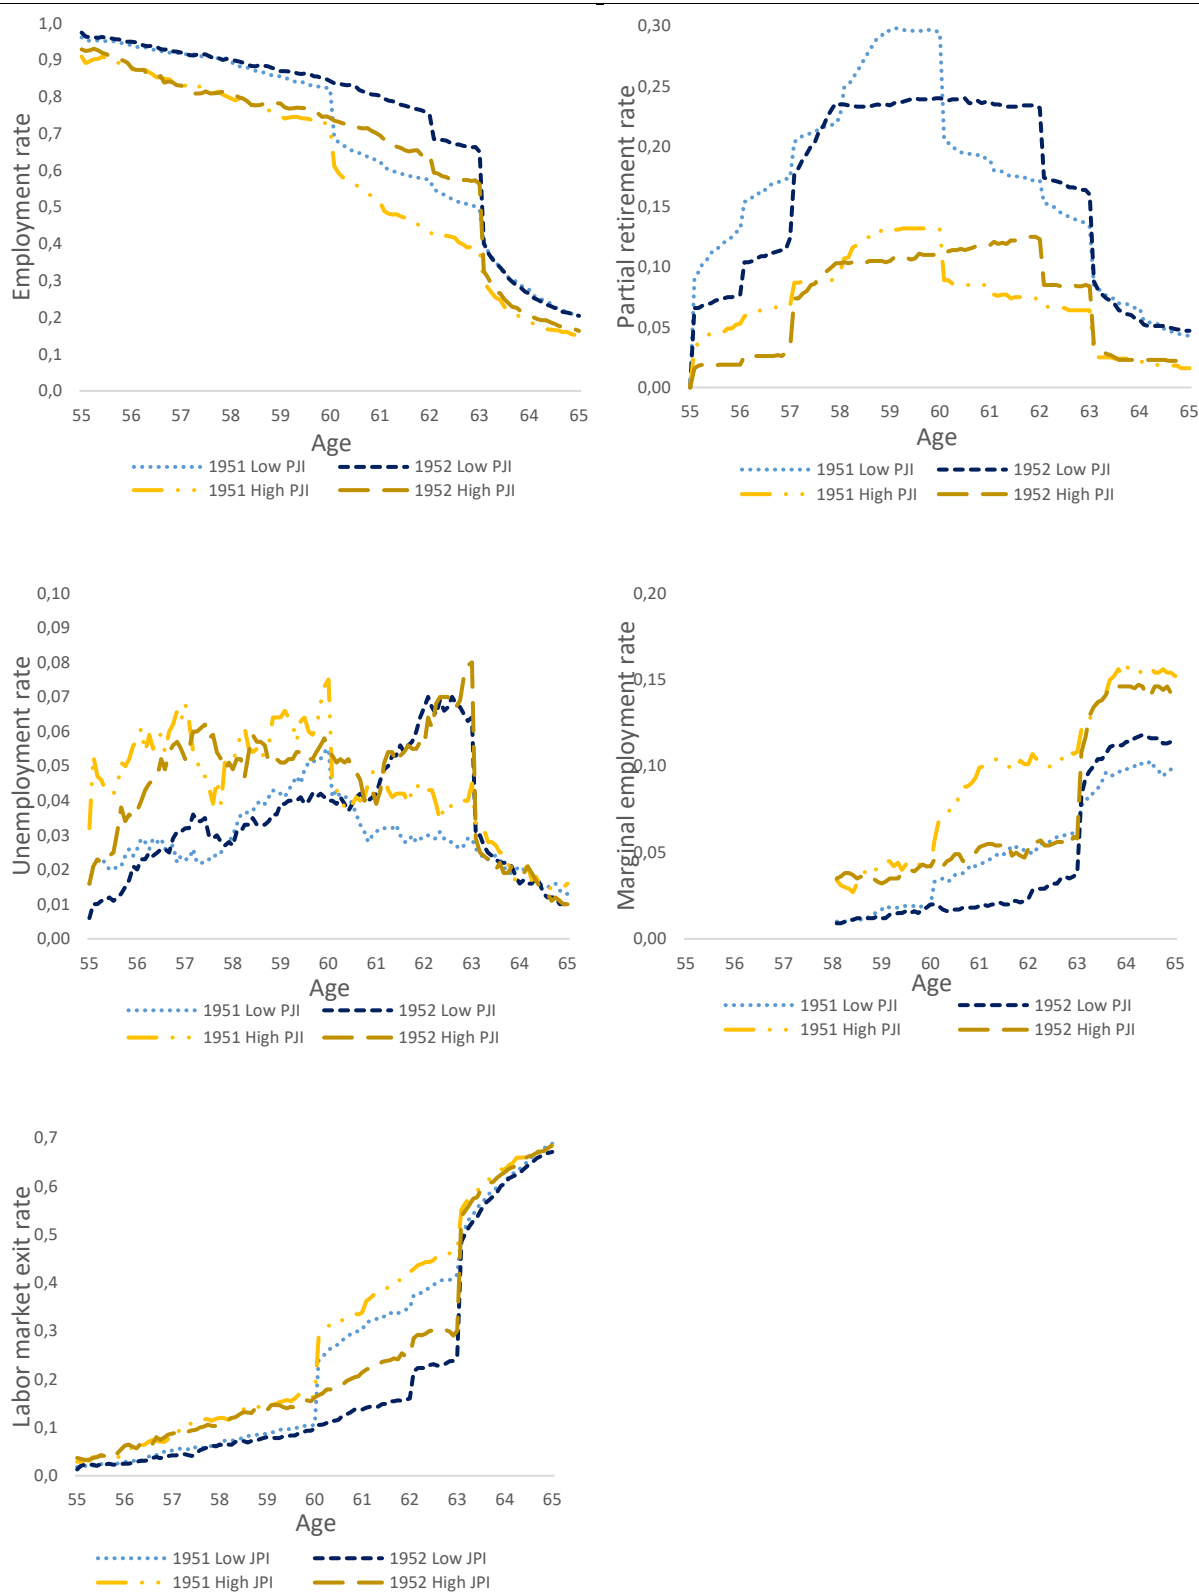 Employment rate
1,0
0,9
0,8
0,7
0,6
0,5
0,4
0,3
0,2
0,1
0,0
55 56 57 58 59 60 61 62 63 64 65
Age
1951 Low PJI 1952 Low PJI
1951 High PJI 1952 High PJI
Partial retirement rate
0,30
0,25
0,20
0,15
0,10
0,05
0,00
55 56 57 58 59 60 61 62 63 64 65
Age
1951 Low PJI 1952 Low PJI
1951 High PJI 1952 High PJI
Unemployment rate
0,10
0,09
0,08
0,07
0,06
0,05
0,04
0,03
0,02
0,01
0,00
55 56 57 58 59 60 61 62 63 64 65
Age
1951 Low PJI 1952 Low PJI
1951 High PJI 1952 High PJI
Marginal employment rate
0,20
0,15
0,10
0,05
0,00
55 56 57 58 59 60 61 62 63 64 65
Age
1951 Low PJI 1952 Low PJI
1951 High PJI 1952 High PJI
Labor market exit rate
0,7
0,6
0,5
0,4
0,3
0,2
0,1
0,0
55 56 57 58 59 60 61 62 63 64 65
Age
1951 Low JPI 1952 Low JPI
1951 High JPI 1952 High JPI